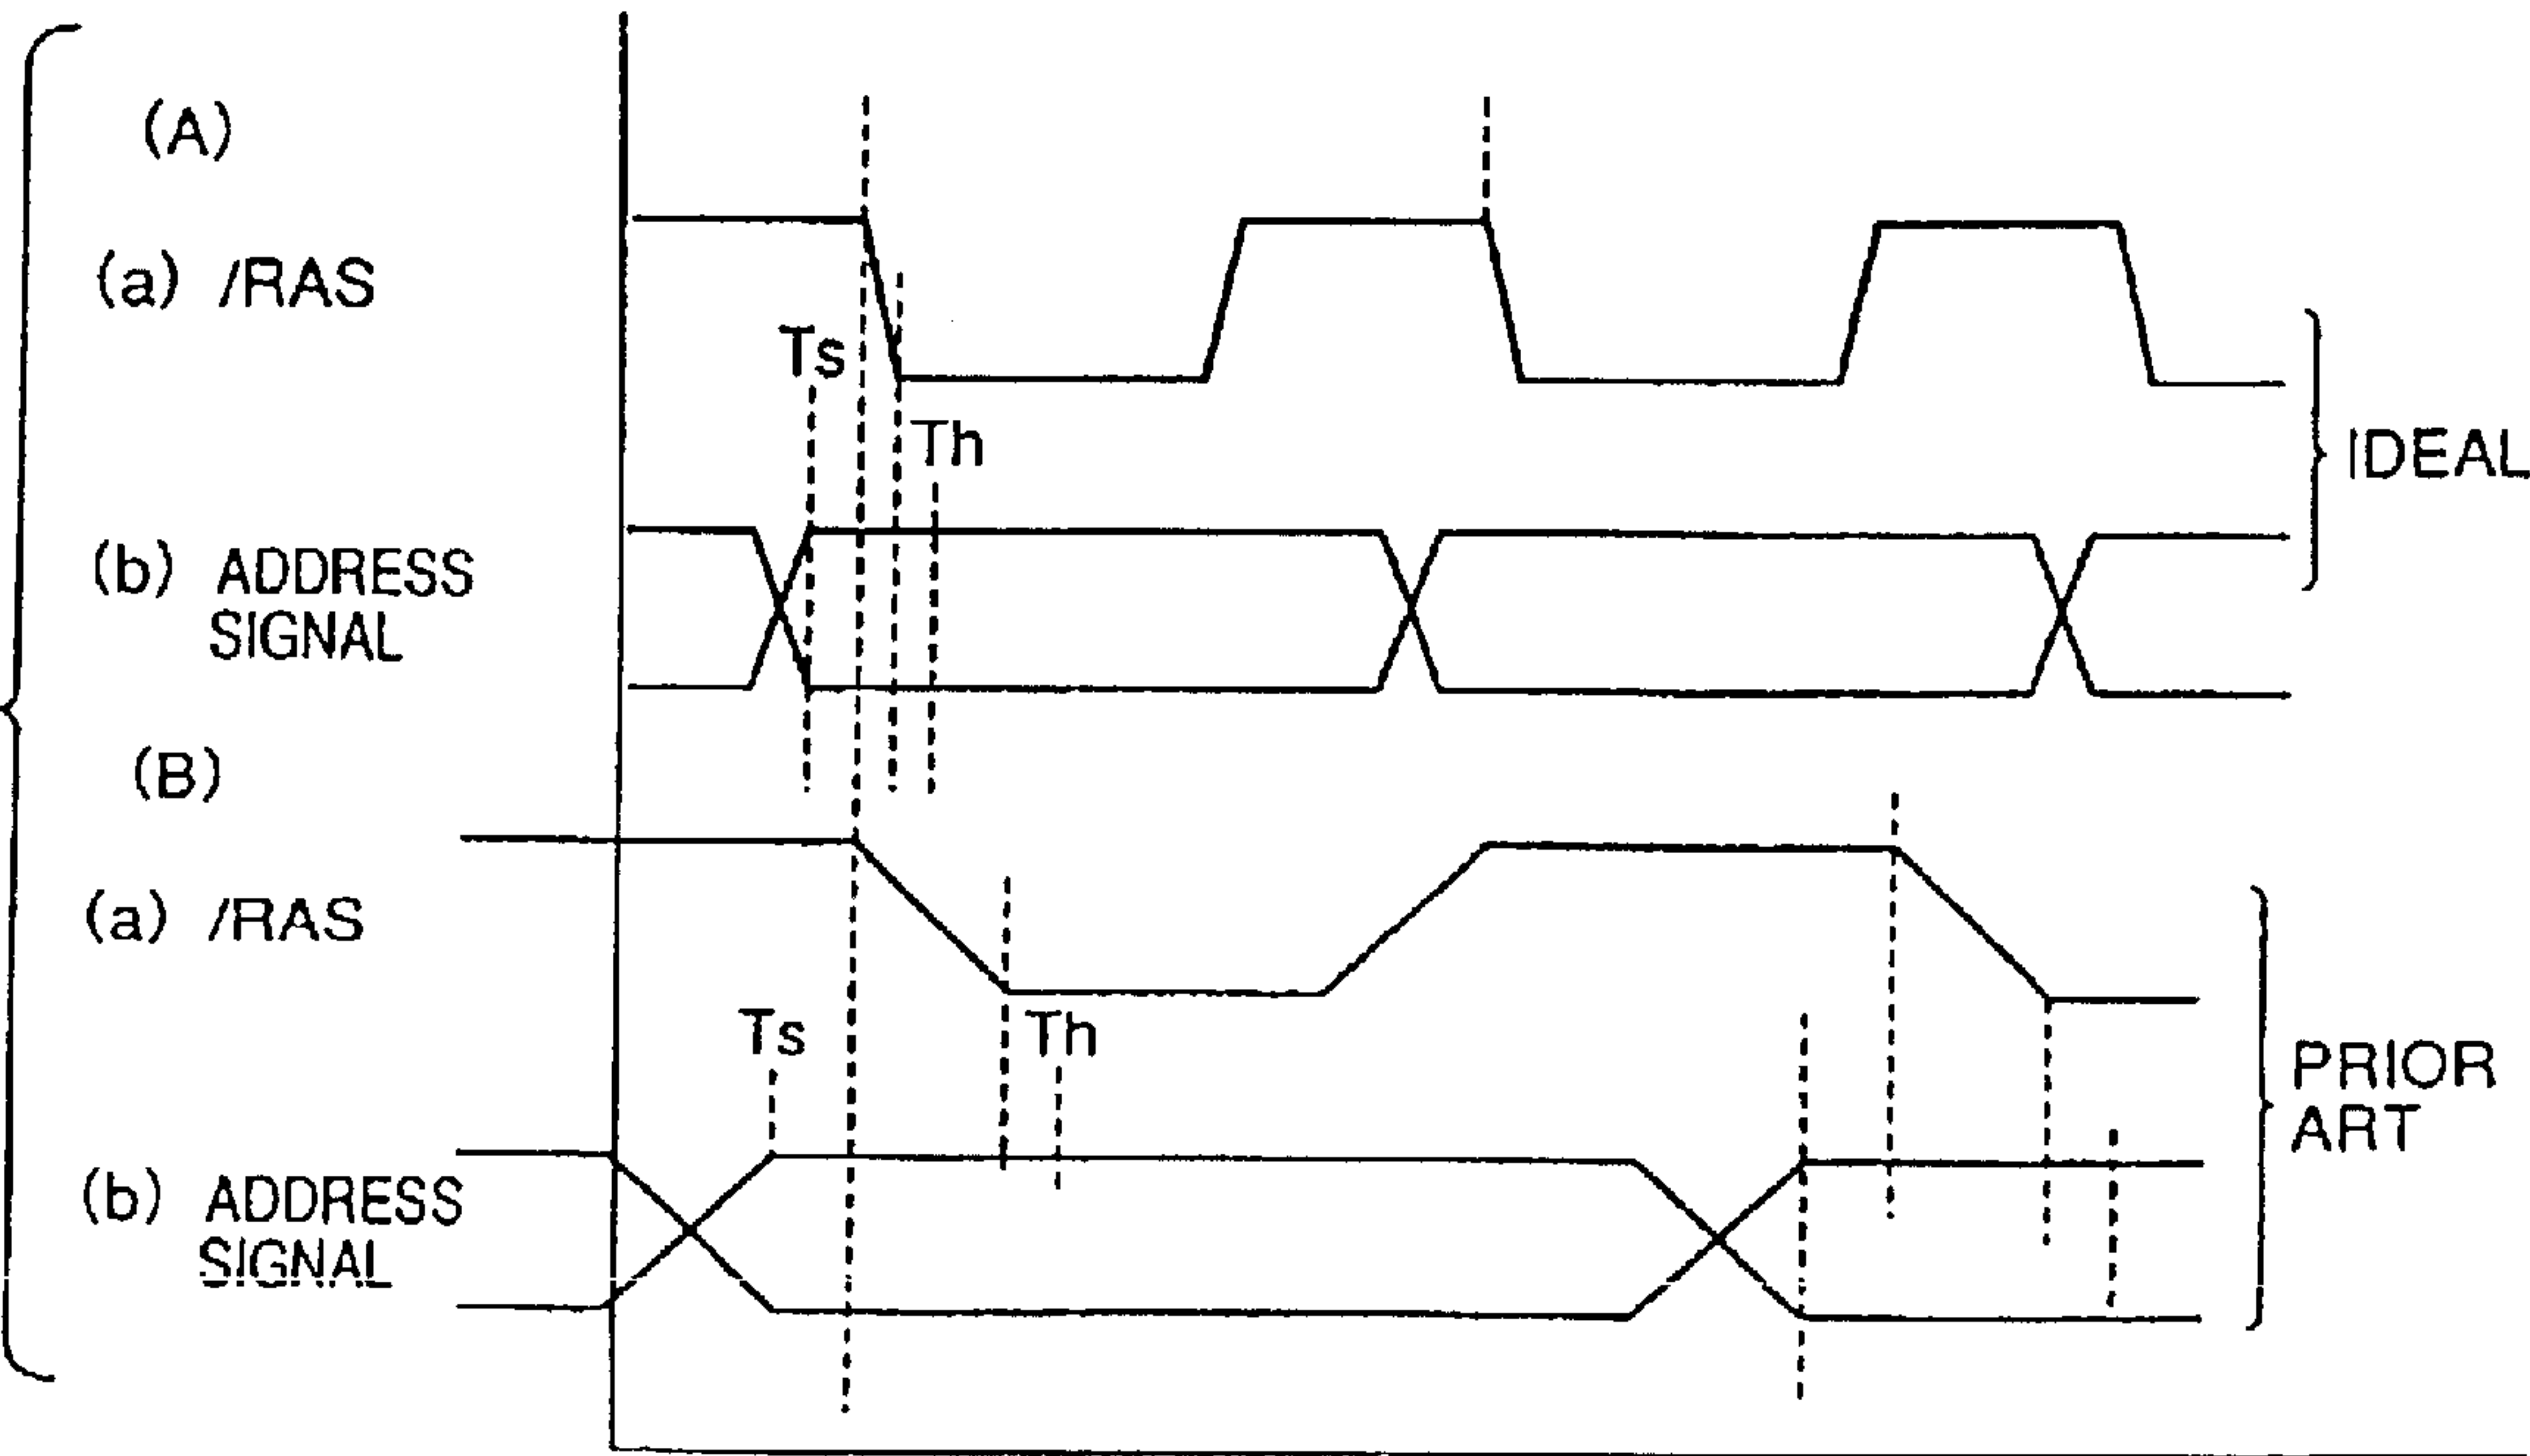 (A)
(a) /RAS
Ts
Th
IDEAL
(b) ADDRESS
SIGNAL
(B)
(a) /RAS
Ts
Th
PRIOR
ART
(b) ADDRESS
SIGNAL